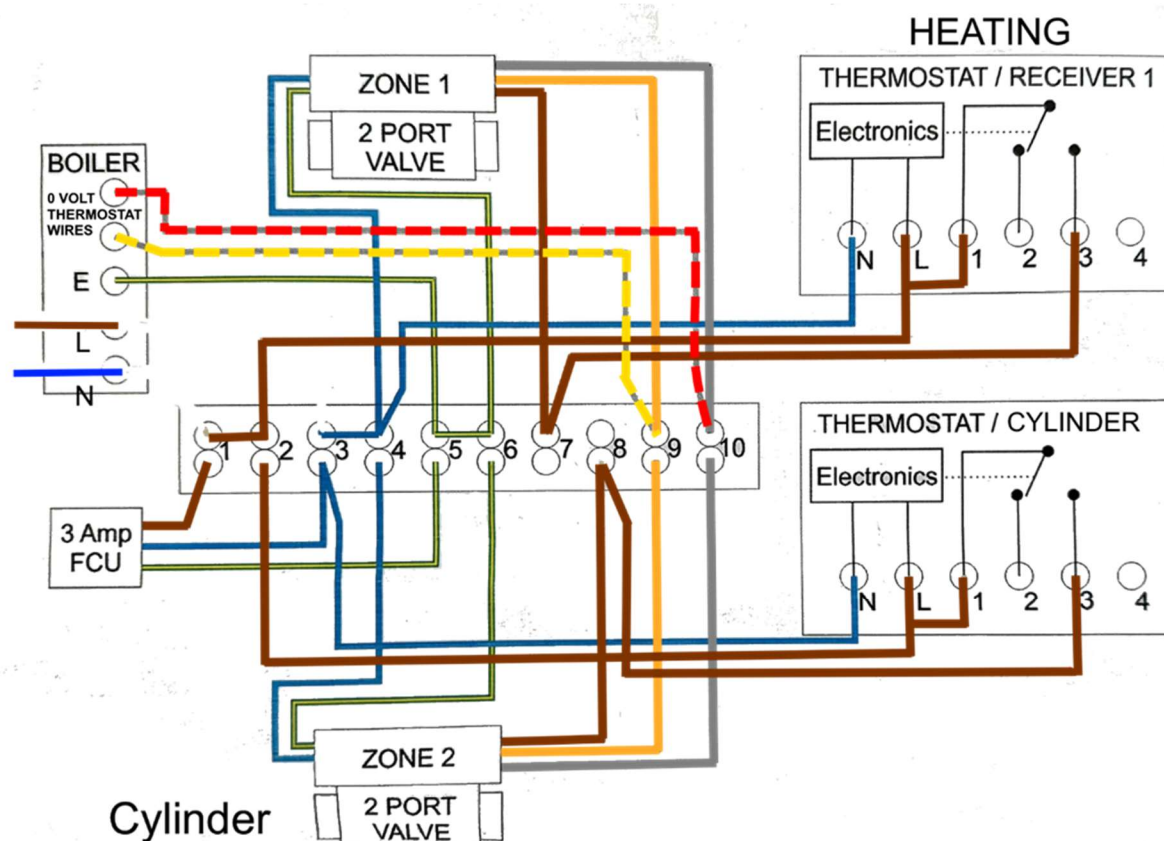 HEATING
ZONE 1
2 PORT
VALVE
THERMOSTAT / RECEIVER 1
Electronics
N L 1 2 3 4
BOILER
0 VOLT
THERMOSTAT
WIRES
E
L
N
1 2 3 4 5 6 7 8 9 10
THERMOSTAT / CYLINDER
Electronics
N L 1 2 3 4
3 Amp
FCU
ZONE 2
2 PORT
VALVE
Cylinder